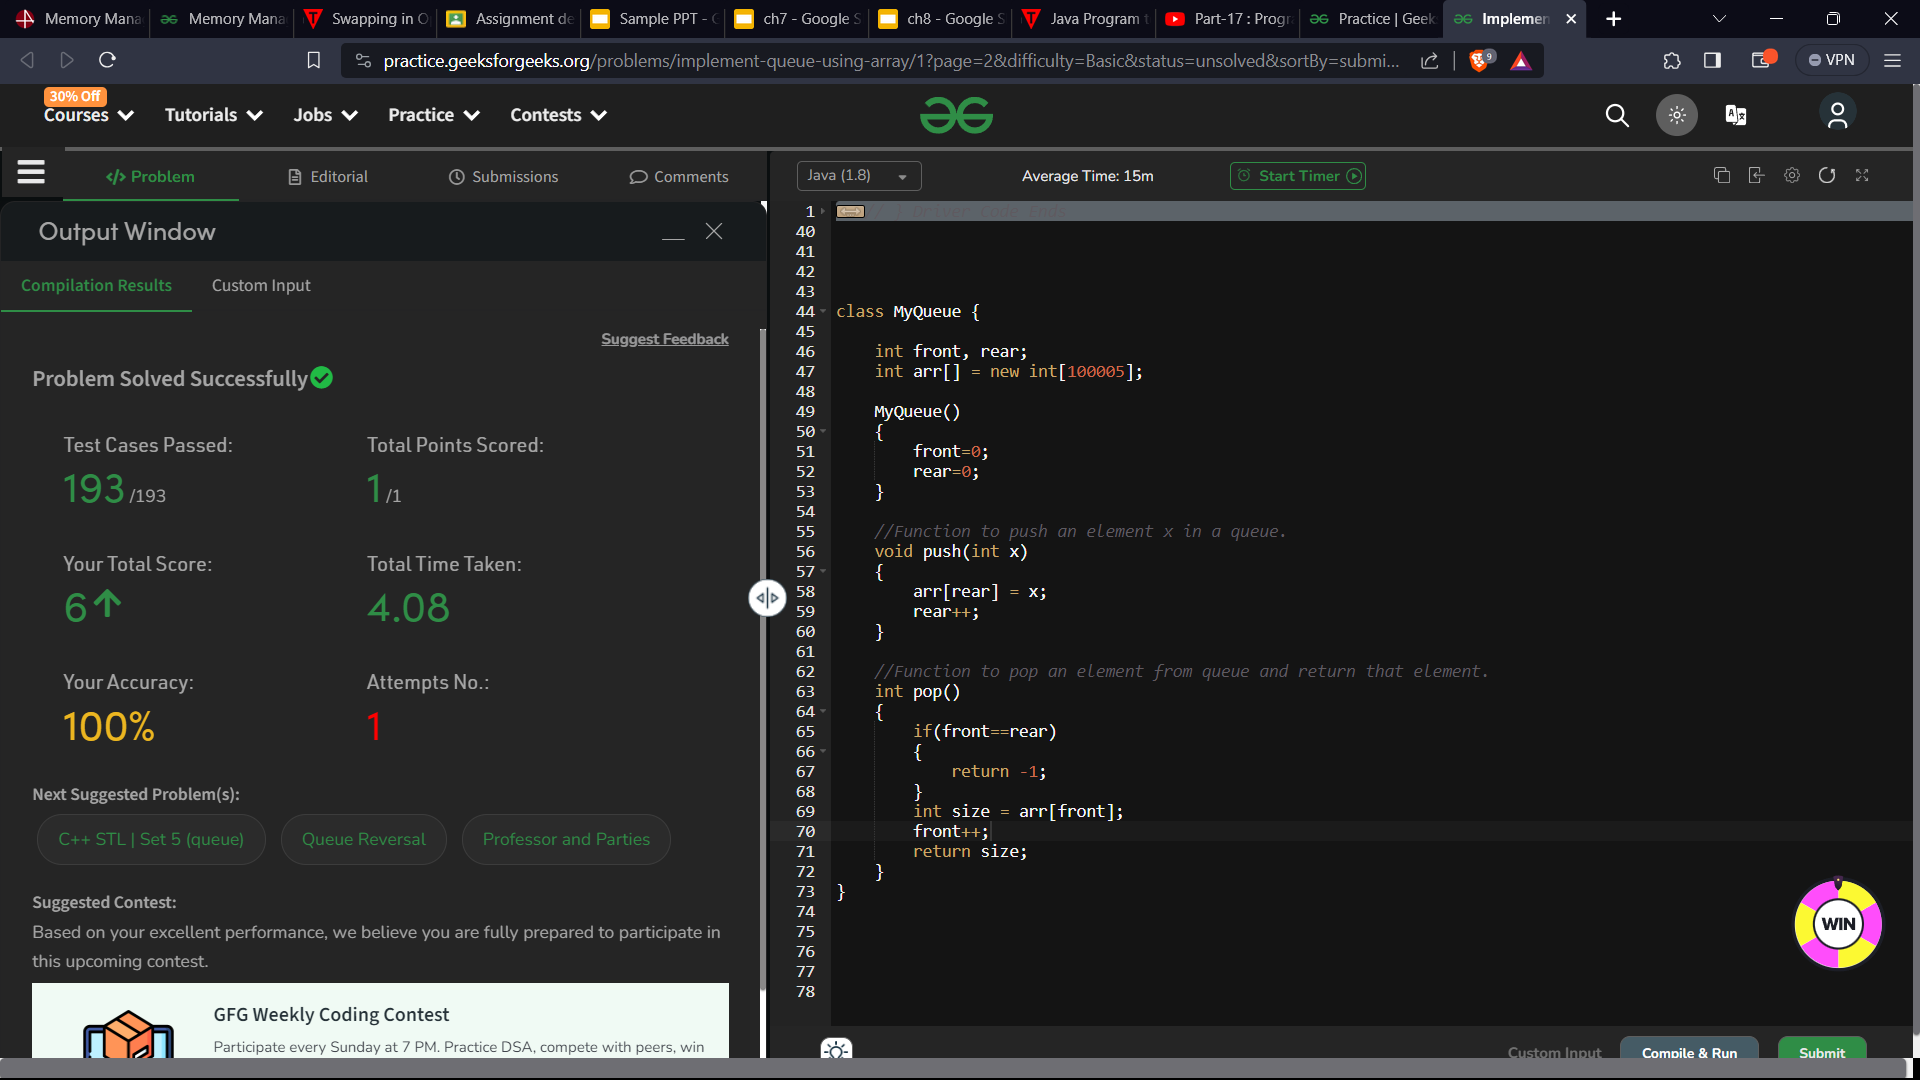 Memory Mana
Memory Mana
Swapping in O
Assignment de
Sample PPT - G
ch7 - Google S
ch8 - Google S
Java Program t
Part-17 : Progr
Practice | Geek
Implemen
practice.geeksforgeeks.org/problems/implement-queue-using-array/1?page=2&difficulty=Basic&status=unsolved&sortBy=submi...
9
VPN
30% Off
Courses
Tutorials
Jobs
Practice
Contests
</> Problem
Editorial
Submissions
Comments
Output Window
Compilation Results
Custom Input
Suggest Feedback
Problem Solved Successfully
Test Cases Passed:
193 /193
Total Points Scored:
1 /1
Your Total Score:
6
Total Time Taken:
4.08
Your Accuracy:
100%
Attempts No.:
1
Next Suggested Problem(s):
C++ STL | Set 5 (queue)
Queue Reversal
Professor and Parties
Suggested Contest:
Based on your excellent performance, we believe you are fully prepared to participate in
this upcoming contest.
GFG Weekly Coding Contest
Participate every Sunday at 7 PM. Practice DSA, compete with peers, win
Java (1.8)
Average Time: 15m
Start Timer
1 // } Driver Code Ends
40
41
42
43
44 class MyQueue {
45
46 int front, rear;
47 int arr[] = new int[100005];
48
49 MyQueue()
50 {
51 front=0;
52 rear=0;
53 }
54
55 //Function to push an element x in a queue.
56 void push(int x)
57 {
58 arr[rear] = x;
59 rear++;
60 }
61
62 //Function to pop an element from queue and return that element.
63 int pop()
64 {
65 if(front==rear)
66 {
67 return -1;
68 }
69 int size = arr[front];
70 front++;
71 return size;
72 }
73 }
74
75
76
77
78
WIN
Custom Input
Compile & Run
Submit